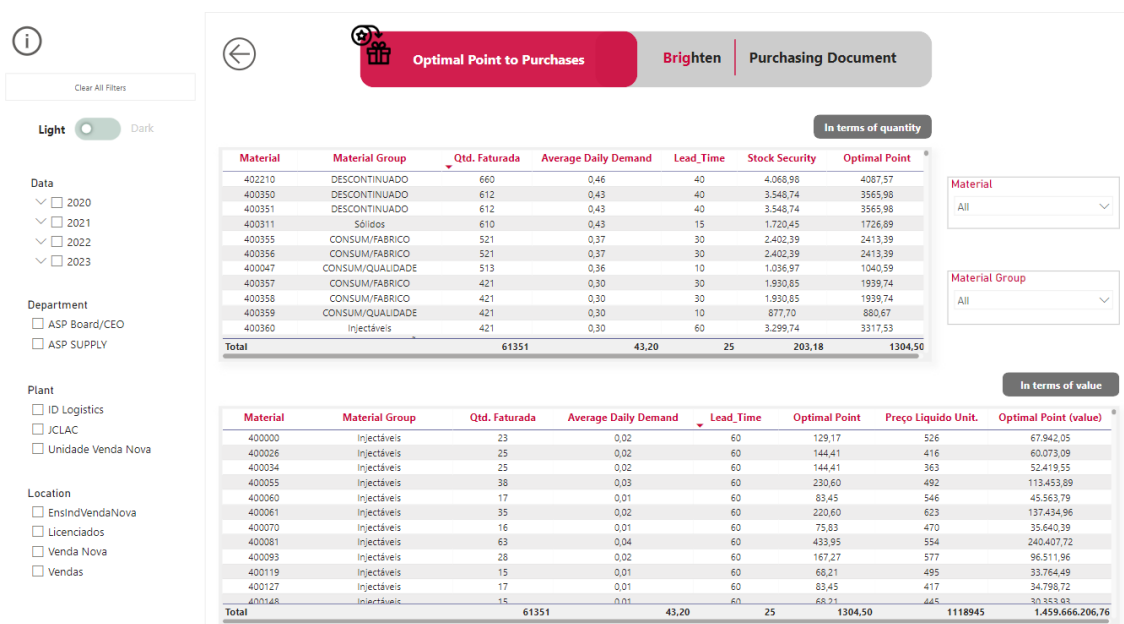 i
Clear All Filters
Light Dark
Data
2020
2021
2022
2023
Department
ASP Board/CEO
ASP SUPPLY
Plant
ID Logistics
JCLAC
Unidade Venda Nova
Location
EnsIndVendaNova
Licenciados
Venda Nova
Vendas
Optimal Point to Purchases Brighten Purchasing Document
In terms of quantity
Material Material Group Qtd. Faturada Average Daily Demand Lead_Time Stock Security Optimal Point
402210 DESCONTINUADO 660 0,46 40 4.068,98 4087,57
400350 DESCONTINUADO 612 0,43 40 3.548,74 3565,98
400351 DESCONTINUADO 612 0,43 40 3.548,74 3565,98
400311 Sólidos 610 0,43 15 1.720,45 1726,89
400355 CONSUM/FABRICO 521 0,37 30 2.402,39 2413,39
400356 CONSUM/FABRICO 521 0,37 30 2.402,39 2413,39
400047 CONSUM/QUALIDADE 513 0,36 10 1.036,97 1040,59
400357 CONSUM/FABRICO 421 0,30 30 1.930,85 1939,74
400358 CONSUM/FABRICO 421 0,30 30 1.930,85 1939,74
400359 CONSUM/QUALIDADE 421 0,30 10 877,70 880,67
400360 Injectáveis 421 0,30 60 3.299,74 3317,53
Total 61351 43,20 25 203,18 1304,50
Material
All
Material Group
All
In terms of value
Material Material Group Qtd. Faturada Average Daily Demand Lead_Time Optimal Point Preço Liquido Unit. Optimal Point (value)
400000 Injectáveis 23 0,02 60 129,17 526 67.942,05
400026 Injectáveis 25 0,02 60 144,41 416 60.073,09
400034 Injectáveis 25 0,02 60 144,41 363 52.419,55
400055 Injectáveis 38 0,03 60 230,60 492 113.453,89
400060 Injectáveis 17 0,01 60 83,45 546 45.563,79
400061 Injectáveis 35 0,02 60 220,60 623 137.434,96
400070 Injectáveis 16 0,01 60 75,83 470 35.640,39
400081 Injectáveis 63 0,04 60 433,95 554 240.407,72
400093 Injectáveis 28 0,02 60 167,27 577 96.511,96
400119 Injectáveis 15 0,01 60 68,21 495 33.764,49
400127 Injectáveis 17 0,01 60 83,45 417 34.798,72
400148 Injectáveis 15 0,01 60 68,21 445 30.353,93
Total 61351 43,20 25 1304,50 1118945 1.459.666.206,76